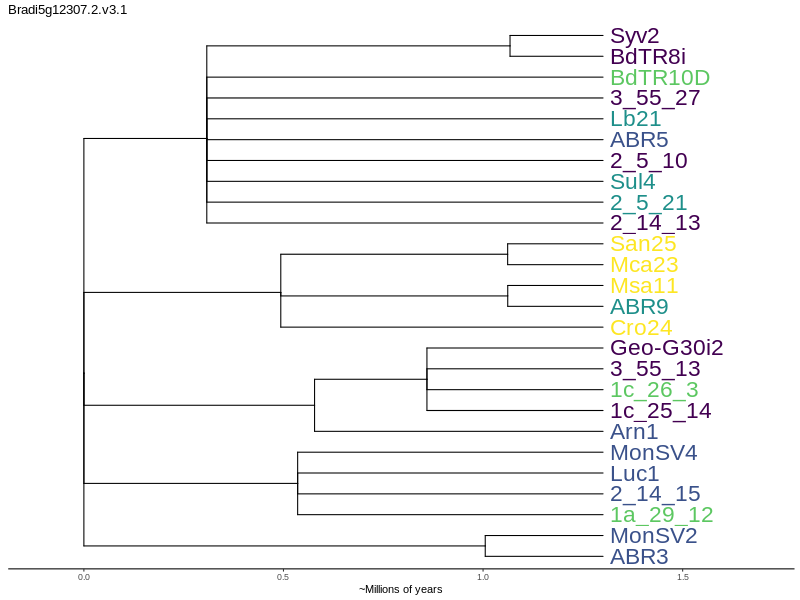 Bradi5g12307.2.v3.1
Syv2
BdTR8i
BdTR10D
3_55_27
Lb21
ABR5
2_5_10
Sul4
2_5_21
2_14_13
San25
Mca23
Msa11
ABR9
Cro24
Geo-G30i2
3_55_13
1c_26_3
1c_25_14
Arn1
MonSV4
Luc1
2_14_15
1a_29_12
MonSV2
ABR3
0.0 0.5 1.0 1.5
~Millions of years